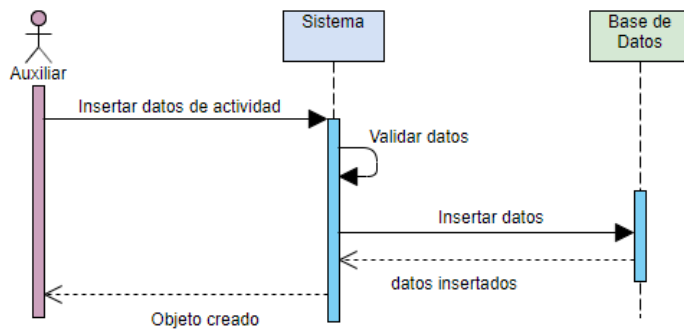 Sistema
Base de
Datos
Auxiliar
Insertar datos de actividad
Validar datos
Insertar datos
datos insertados
Objeto creado